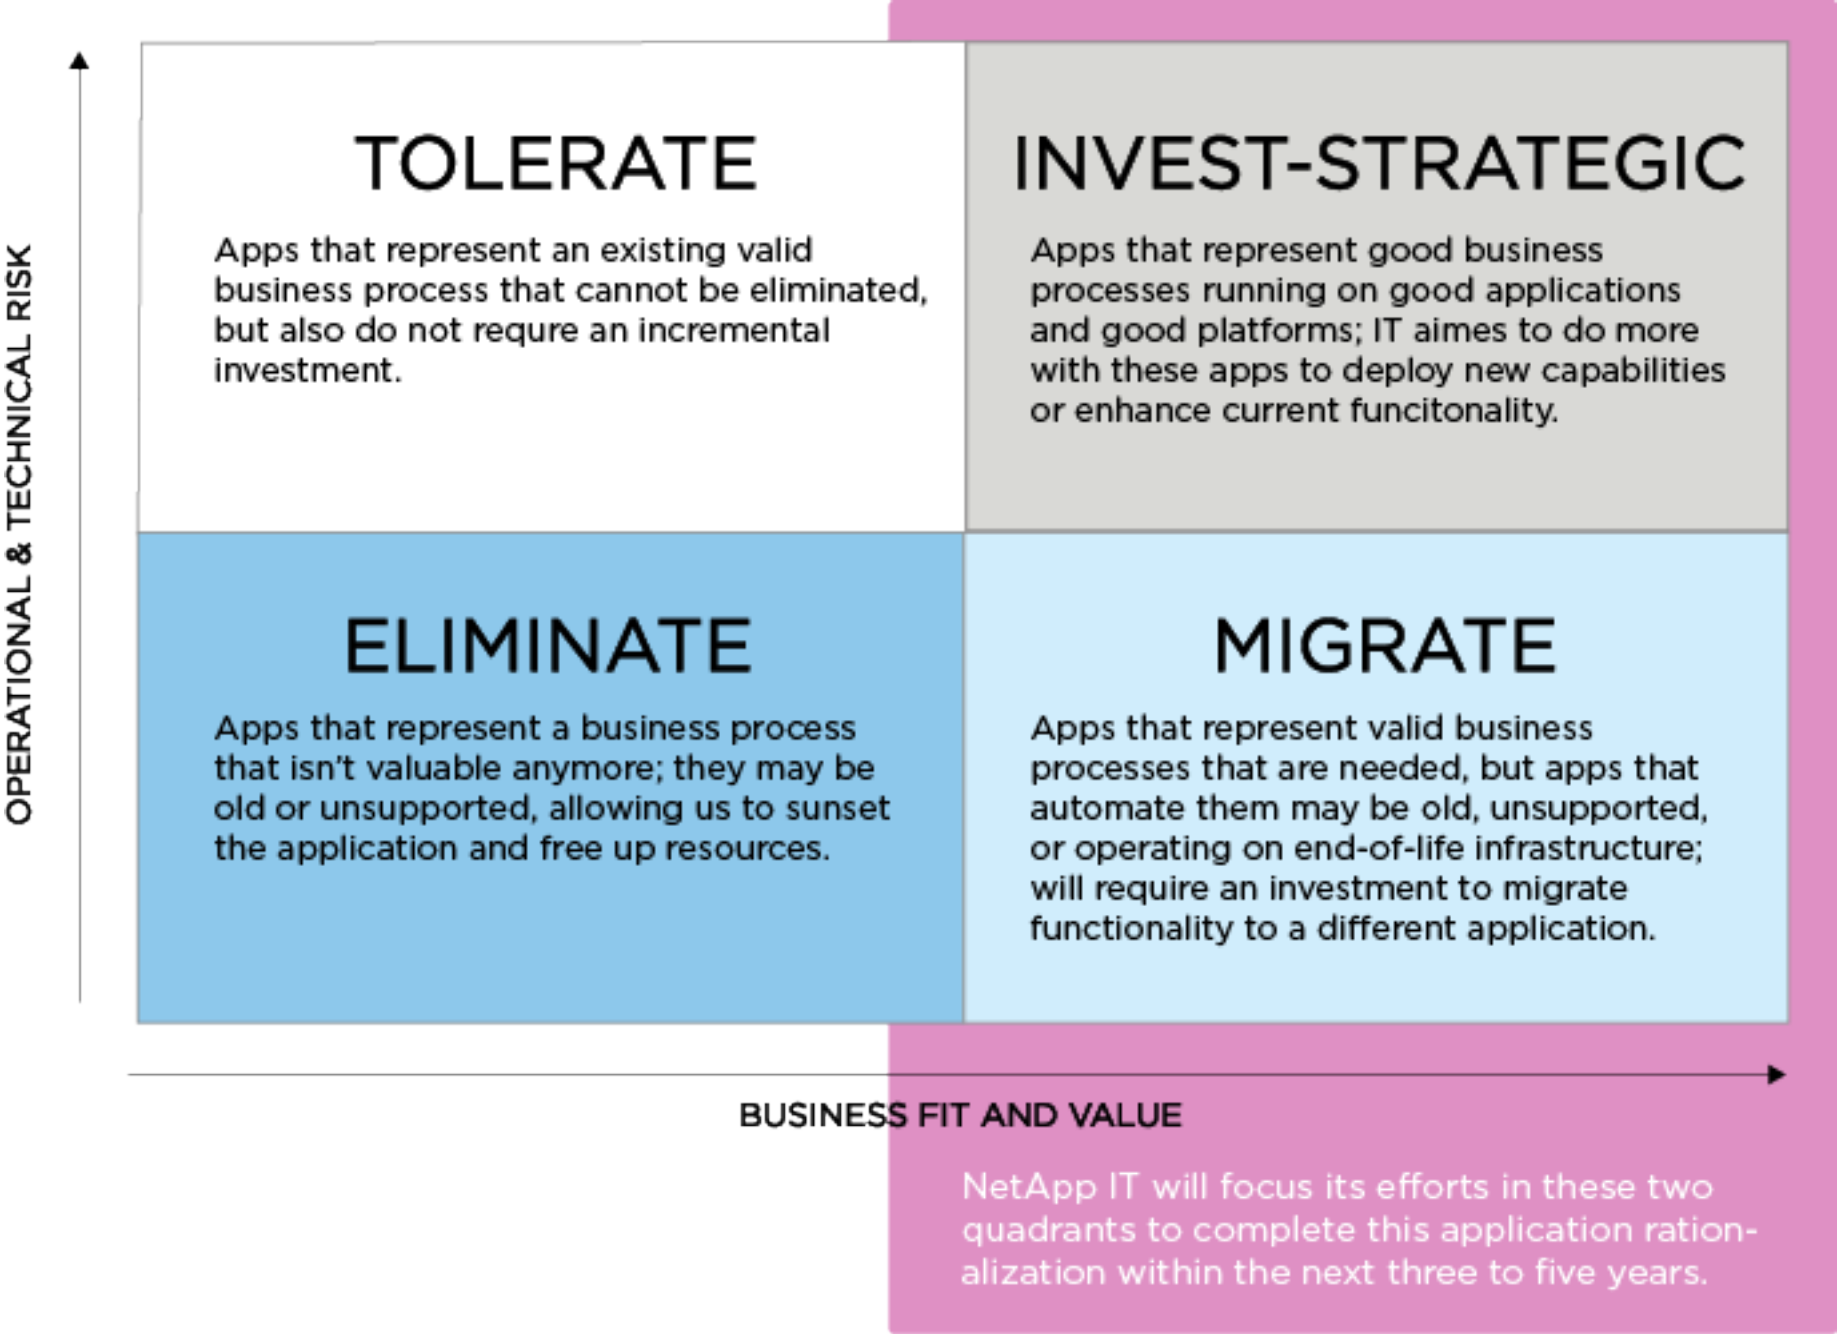 OPERATIONAL & TECHNICAL RISK
TOLERATE
Apps that represent an existing valid
business process that cannot be eliminated,
but also do not requre an incremental
investment.
INVEST-STRATEGIC
Apps that represent good business
processes running on good applications
and good platforms; IT aimes to do more
with these apps to deploy new capabilities
or enhance current funcitonality.
ELIMINATE
Apps that represent a business process
that isn't valuable anymore; they may be
old or unsupported, allowing us to sunset
the application and free up resources.
MIGRATE
Apps that represent valid business
processes that are needed, but apps that
automate them may be old, unsupported,
or operating on end-of-life infrastructure;
will require an investment to migrate
functionality to a different application.
BUSINESS FIT AND VALUE
NetApp IT will focus its efforts in these two
quadrants to complete this application ration-
alization within the next three to five years.